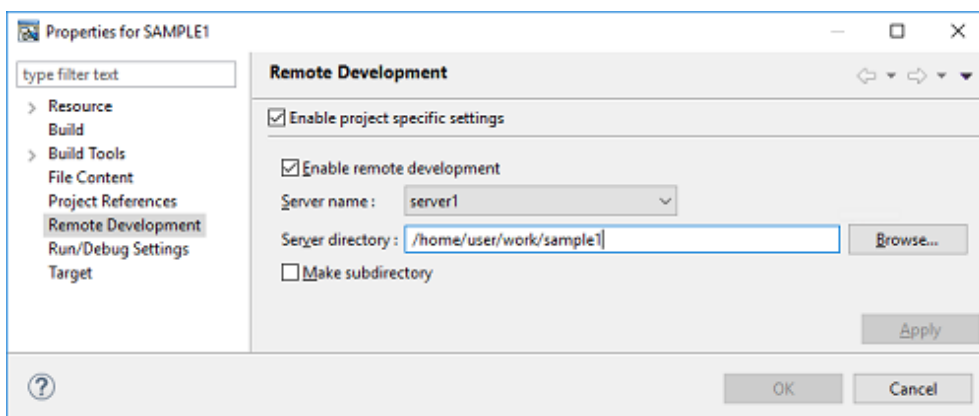 Properties for SAMPLE1
type filter text
Resource
Build
Build Tools
File Content
Project References
Remote Development
Run/Debug Settings
Target
Remote Development
Enable project specific settings
Enable remote development
Server name :
server1
Server directory :
/home/user/work/sample1
Browse...
Make subdirectory
Apply
?
OK
Cancel